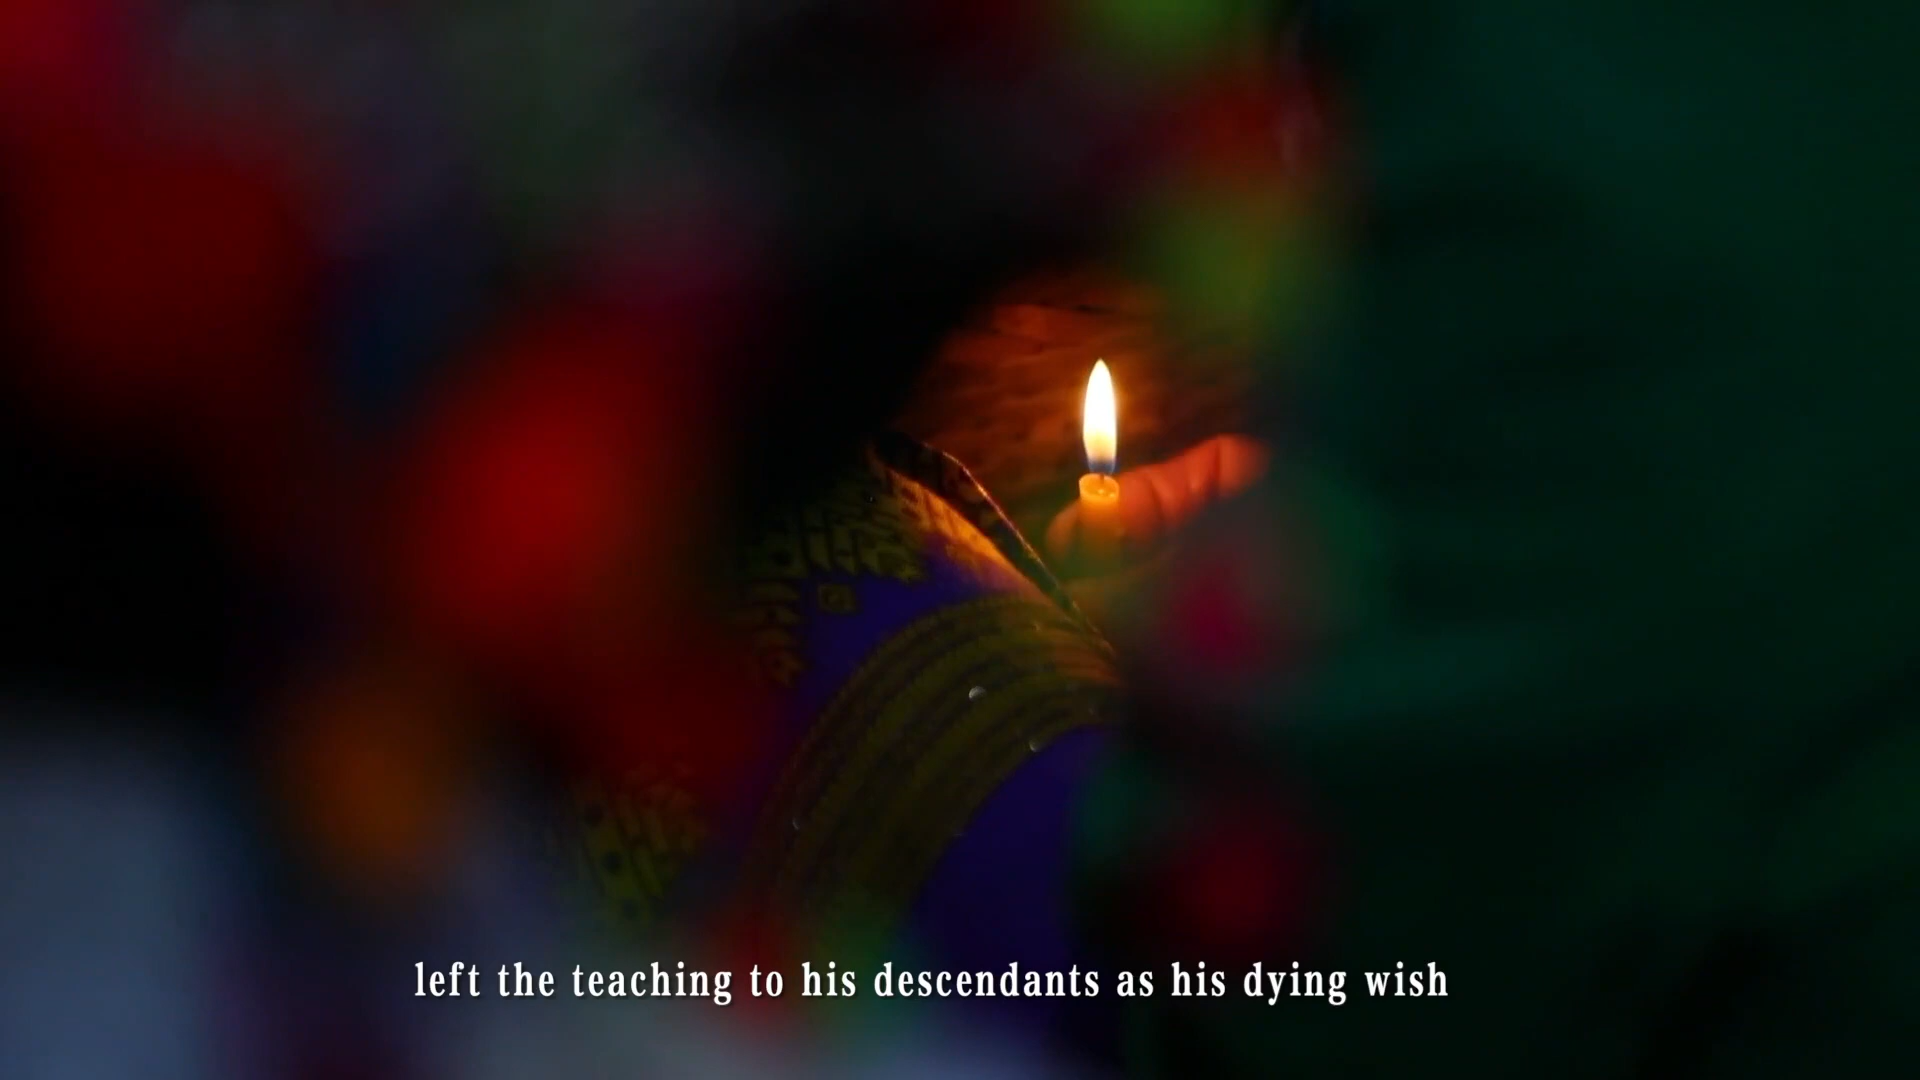 left the teaching to his descendants as his dying wish